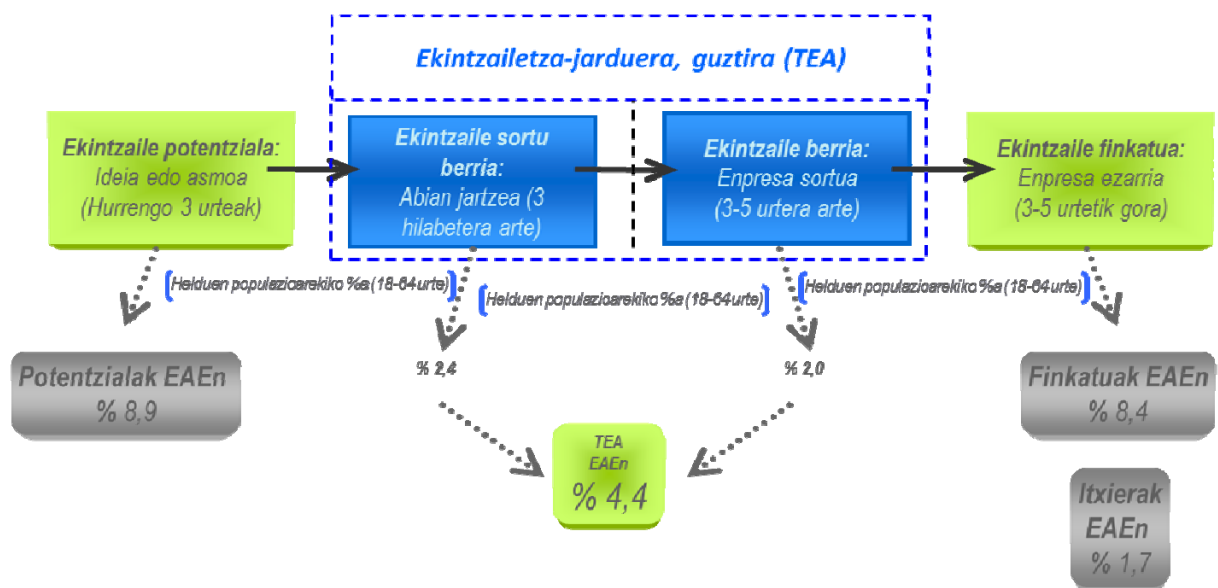 Ekintzailetza-jarduera, guztira (TEA)
Ekintzaile potentziala:
Ideia edo asmoa
(Hurrengo 3 urteak)
Ekintzaile sortu
berria:
Abian jartzea (3
hilabetera arte)
Ekintzaile berria:
Enpresa sortua
(3-5 urtera arte)
Ekintzaile finkatua:
Enpresa ezarria
(3-5 urtetik gora)
Helduen populazioarekiko %a (18-64 urte)
Helduen populazioarekiko %a (18-64 urte)
Helduen populazioarekiko %a (18-64 urte)
Potentzialak EAEn
% 8,9
% 2,4
% 2,0
Finkatuak EAEn
% 8,4
TEA
EAEn
% 4,4
Itxierak
EAEn
% 1,7